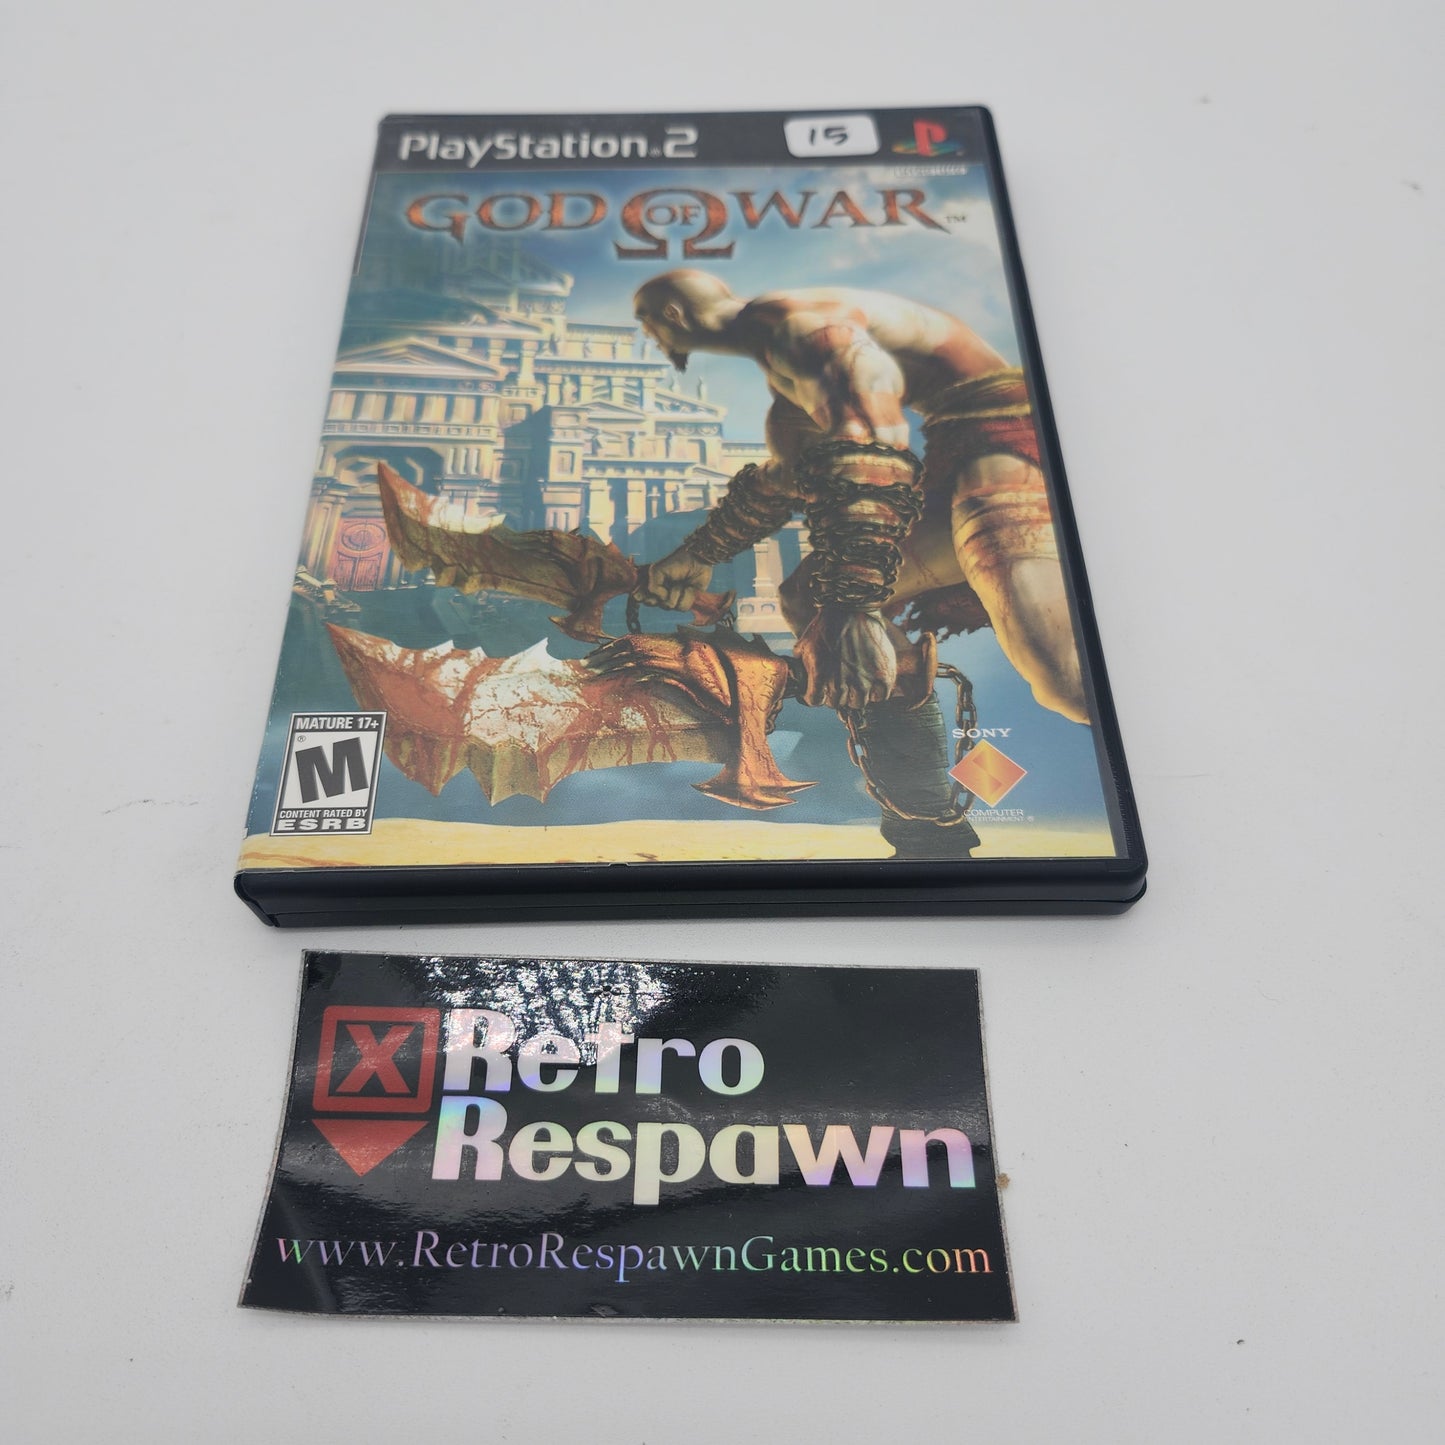 PlayStation®2
15
GOD OF WAR™
MATURE 17+
M®
CONTENT RATED BY
ESRB
SONY
COMPUTER
ENTERTAINMENT ®
X Retro
Respawn
www.RetroRespawnGames.com